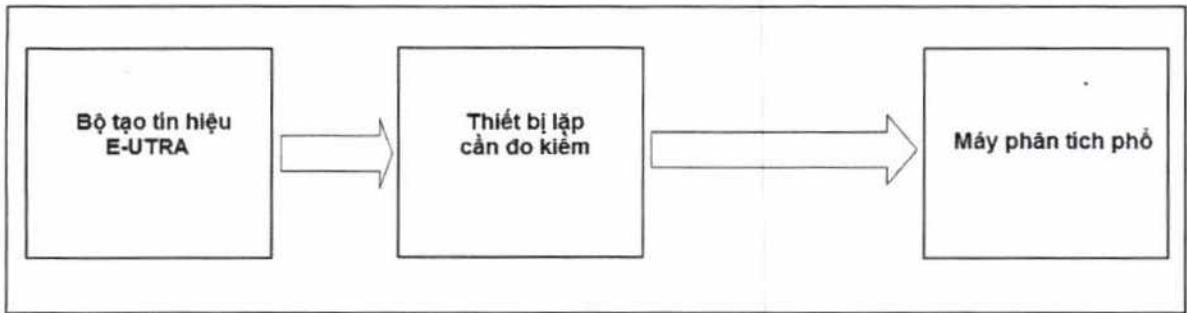 Bộ tạo tín hiệu
E-UTRA
Thiết bị lặp
cần đo kiểm
Máy phân tích phổ